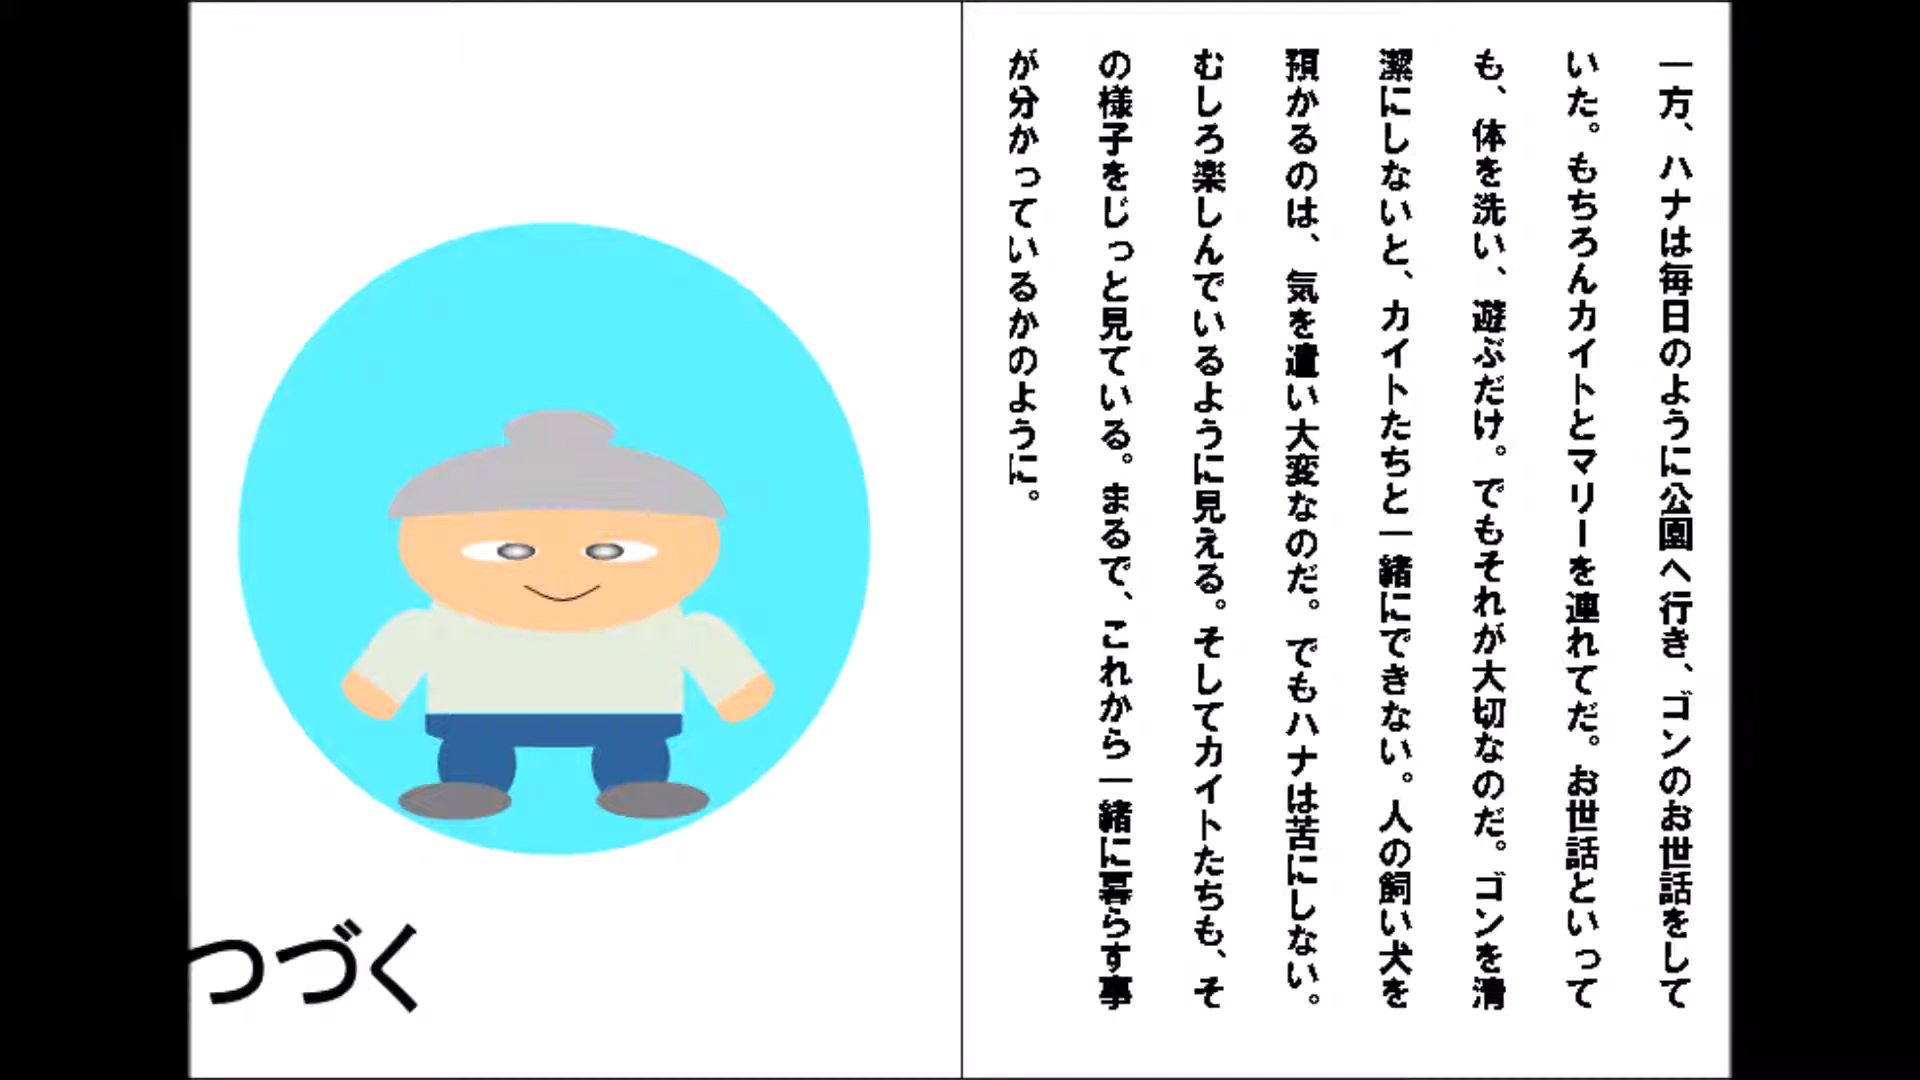 一方、ハナは毎日のように公園へ行き、ゴンのお世話をして
いた。もちろんカイトとマリーを連れてだ。お世話といって
も、体を洗い、遊ぶだけ。でもそれが大切なのだ。ゴンを清
潔にしないと、カイトたちと一緒にできない。人の飼い犬を
預かるのは、気を遣い大変なのだ。でもハナは苦にしない。
むしろ楽しんでいるように見える。そしてカイトたちも、そ
の様子をじっと見ている。まるで、これから一緒に暮らす事
が分かっているかのように。
つづく